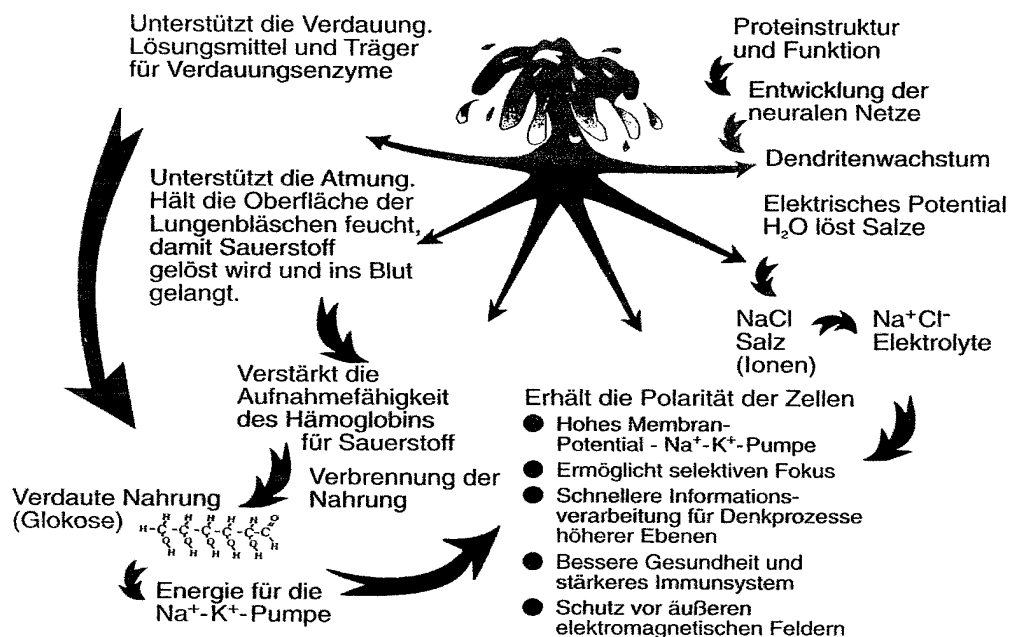 Unterstützt die Verdauung.
Lösungsmittel und Träger
für Verdauungsenzyme
Proteinstruktur
und Funktion
Entwicklung der
neuralen Netze
Dendritenwachstum
Elektrisches Potential
H₂O löst Salze
NaCl
Salz
(Ionen)
Na⁺Cl⁻
Elektrolyte
Unterstützt die Atmung.
Hält die Oberfläche der
Lungenbläschen feucht,
damit Sauerstoff
gelöst wird und ins Blut
gelangt.
Verstärkt die
Aufnahmefähigkeit
des Hämoglobins
für Sauerstoff
Verbrennung der
Nahrung
Verdaute Nahrung
(Glokose)
Energie für die
Na⁺-K⁺-Pumpe
Erhält die Polarität der Zellen
● Hohes Membran-
Potential - Na⁺-K⁺-Pumpe
● Ermöglicht selektiven Fokus
● Schnellere Informations-
verarbeitung für Denkprozesse
höherer Ebenen
● Bessere Gesundheit und
stärkeres Immunsystem
● Schutz vor äußeren
elektromagnetischen Feldern